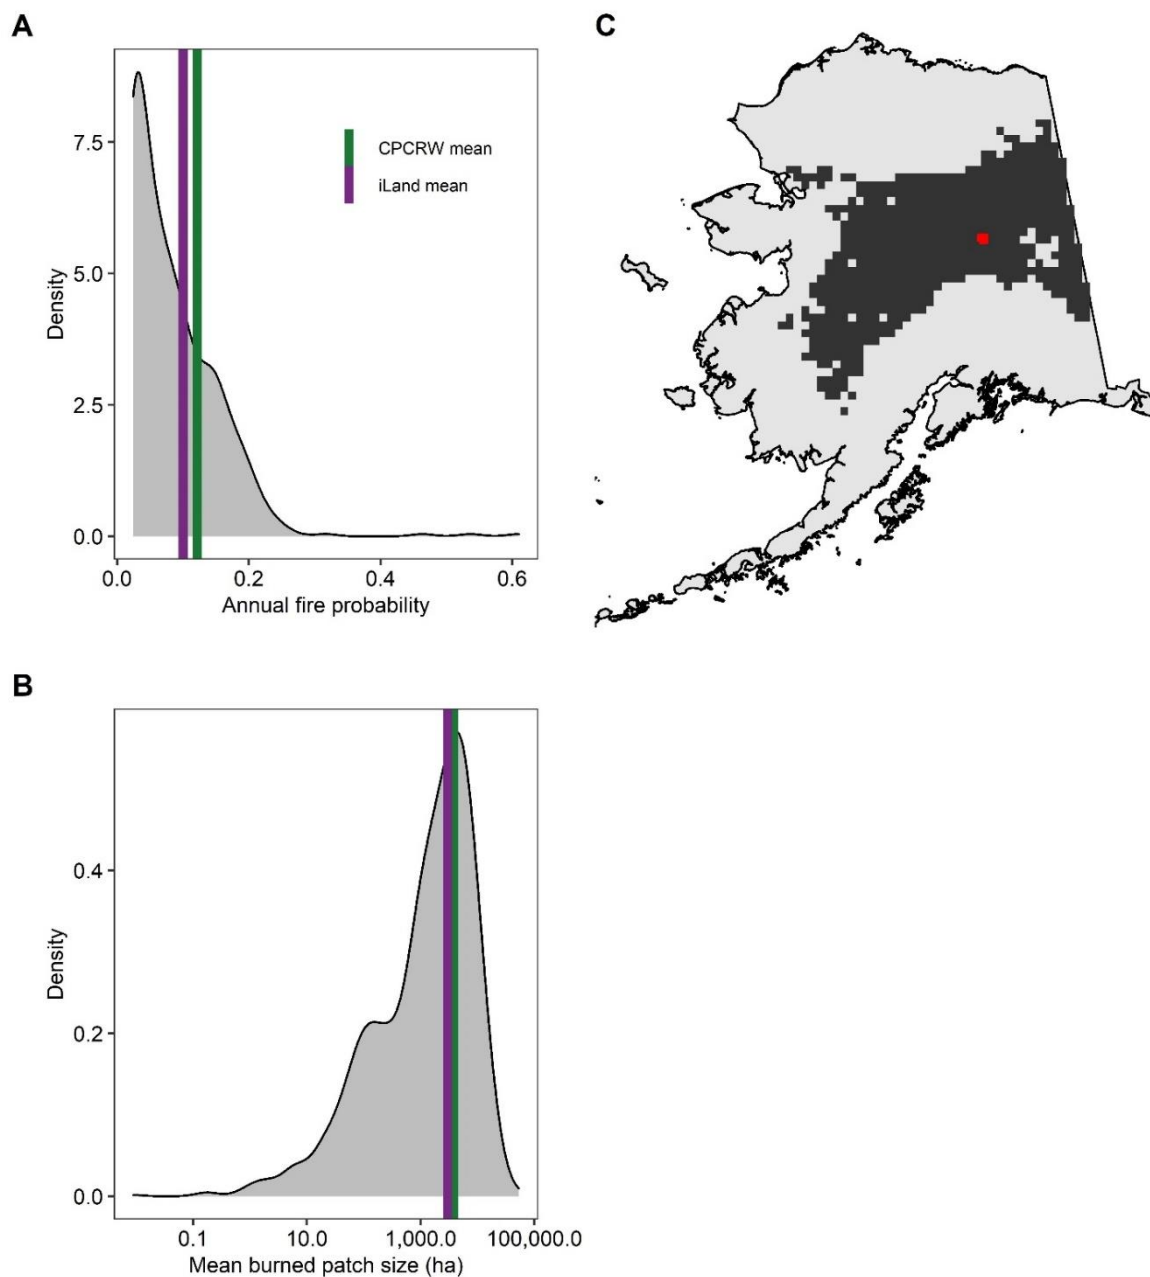 A
7.5
5.0
2.5
0.0
Density
0.0
0.2
0.4
0.6
Annual fire probability
CPCRW mean
iLand mean
C
B
0.4
0.2
0.0
Density
0.1
10.0
1,000.0
100,000.0
Mean burned patch size (ha)